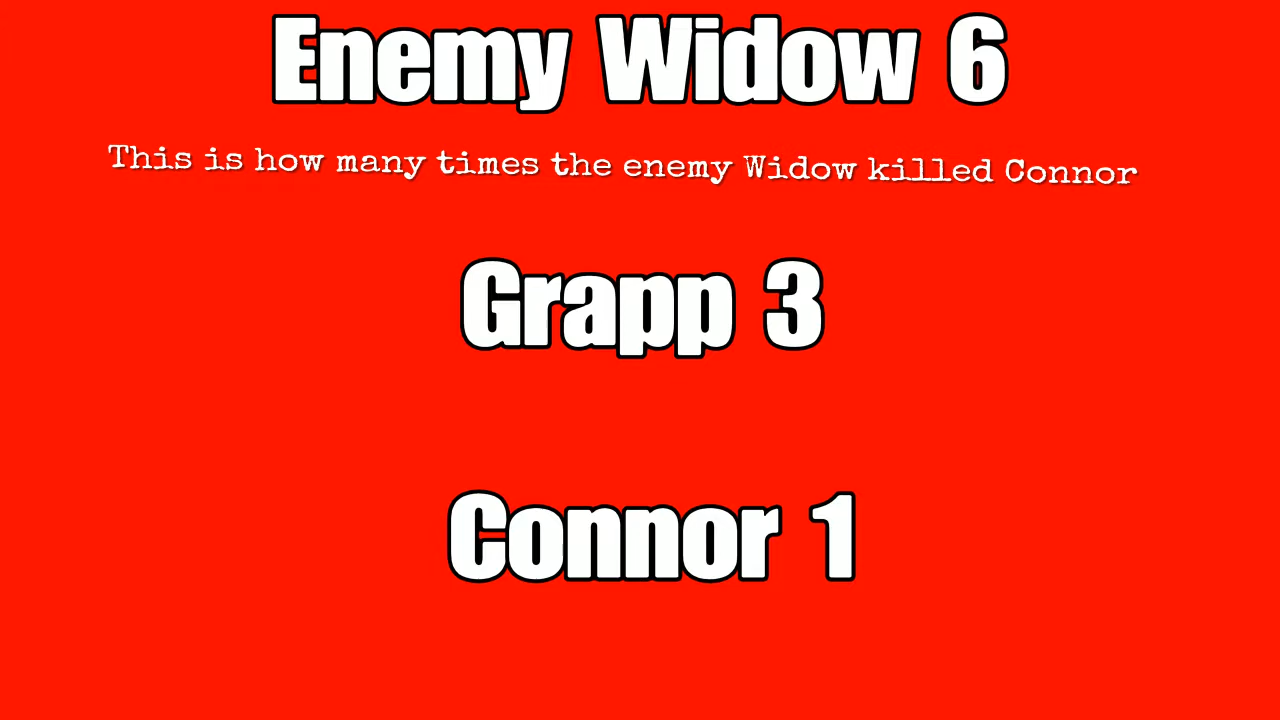 Enemy Widow 6
This is how many times the enemy Widow killed Connor
Grapp 3
Connor 1